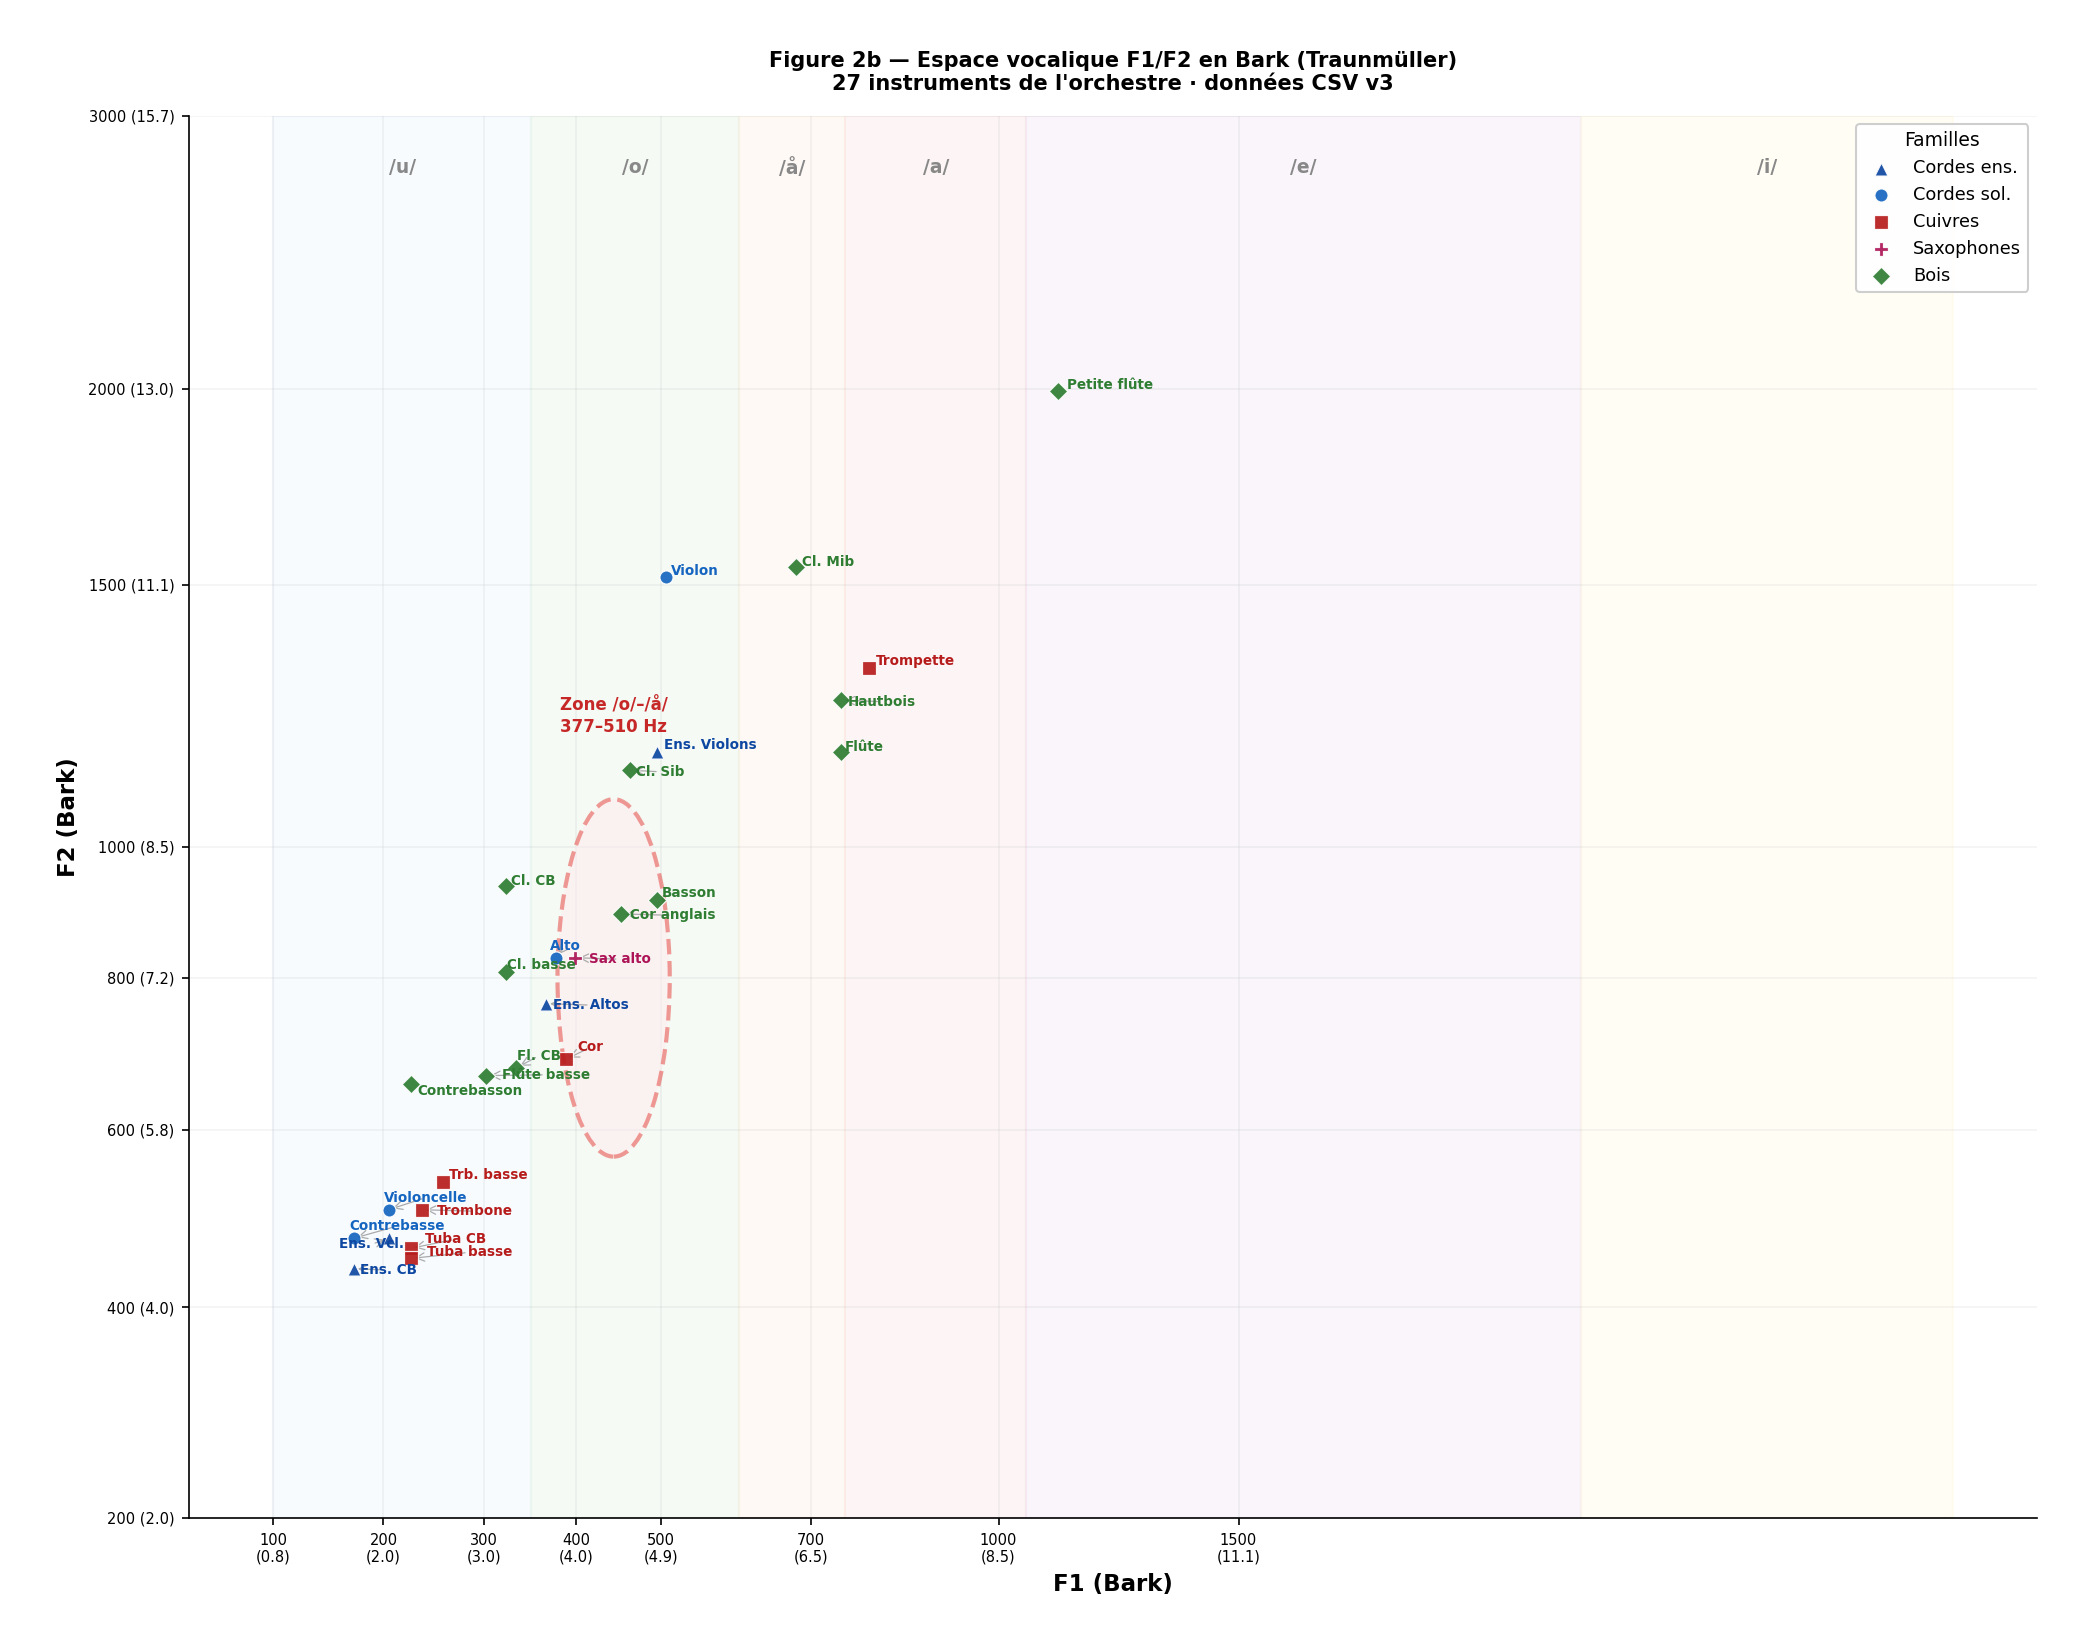 Figure 2b — Espace vocalique F1/F2 en Bark (Traunmüller)
27 instruments de l'orchestre · données CSV v3
3000 (15.7)
2000 (13.0)
1500 (11.1)
1000 (8.5)
800 (7.2)
600 (5.8)
400 (4.0)
200 (2.0)
F2 (Bark)
/u/
/o/
/å/
/a/
/e/
/i/
Familles
Cordes ens.
Cordes sol.
Cuivres
Saxophones
Bois
Petite flûte
Cl. Mib
Violon
Trompette
Hautbois
Zone /o/–/å/
377–510 Hz
Ens. Violons
Flûte
Cl. Sib
Cl. CB
Basson
Cor anglais
Alto
Sax alto
Cl. basse
Ens. Altos
Cor
Fl. CB
Flûte basse
Contrebasson
Trb. basse
Violoncelle
Trombone
Contrebasse
Tuba CB
Ens. Vcl.
Tuba basse
Ens. CB
100
(0.8)
200
(2.0)
300
(3.0)
400
(4.0)
500
(4.9)
700
(6.5)
1000
(8.5)
1500
(11.1)
F1 (Bark)